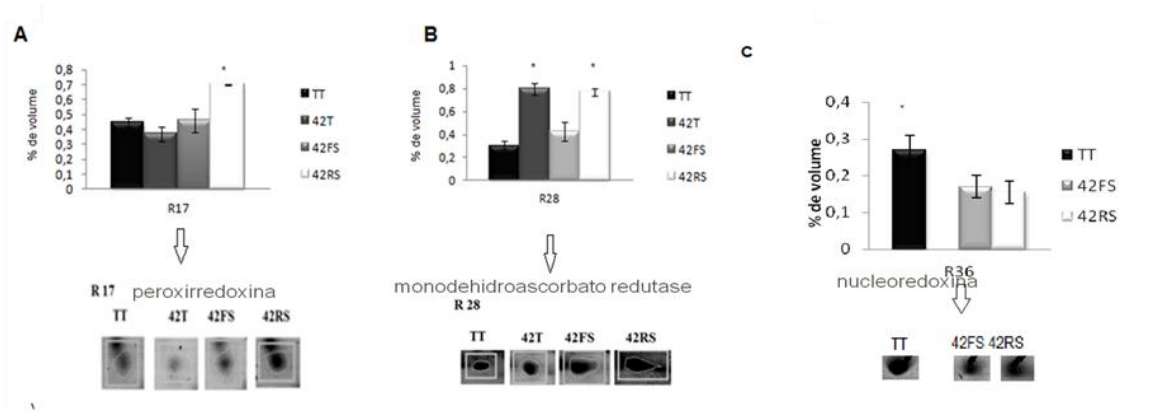 A
0,8
0,7
0,6
0,5
0,4
0,3
0,2
0,1
0
% de volume
*
TT
42T
42FS
42RS
R17
R 17 peroxirredoxina
TT 42T 42FS 42RS
B
1
0,8
0,6
0,4
0,2
0
% de volume
* *
TT
42T
42FS
42RS
R28
monodehidroascorbato redutase
R 28
TT 42T 42FS 42RS
C
0,4
0,3
0,2
0,1
0
% de volume
*
TT
42FS
42RS
R36
nucleoredoxina
TT 42FS 42RS